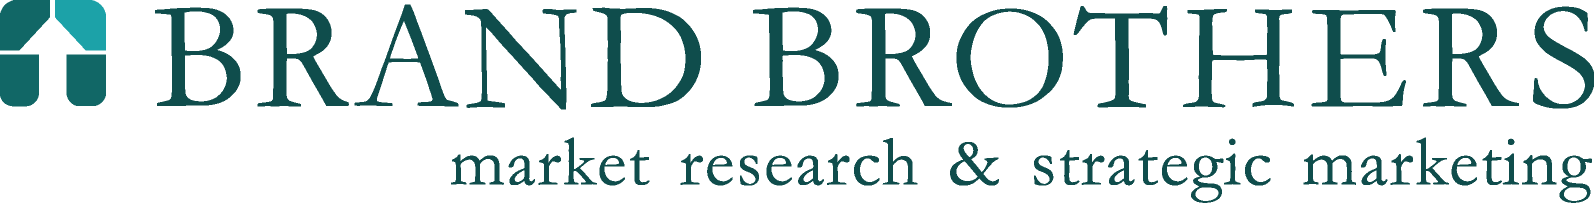 BRAND BROTHERS
market research & strategic marketing